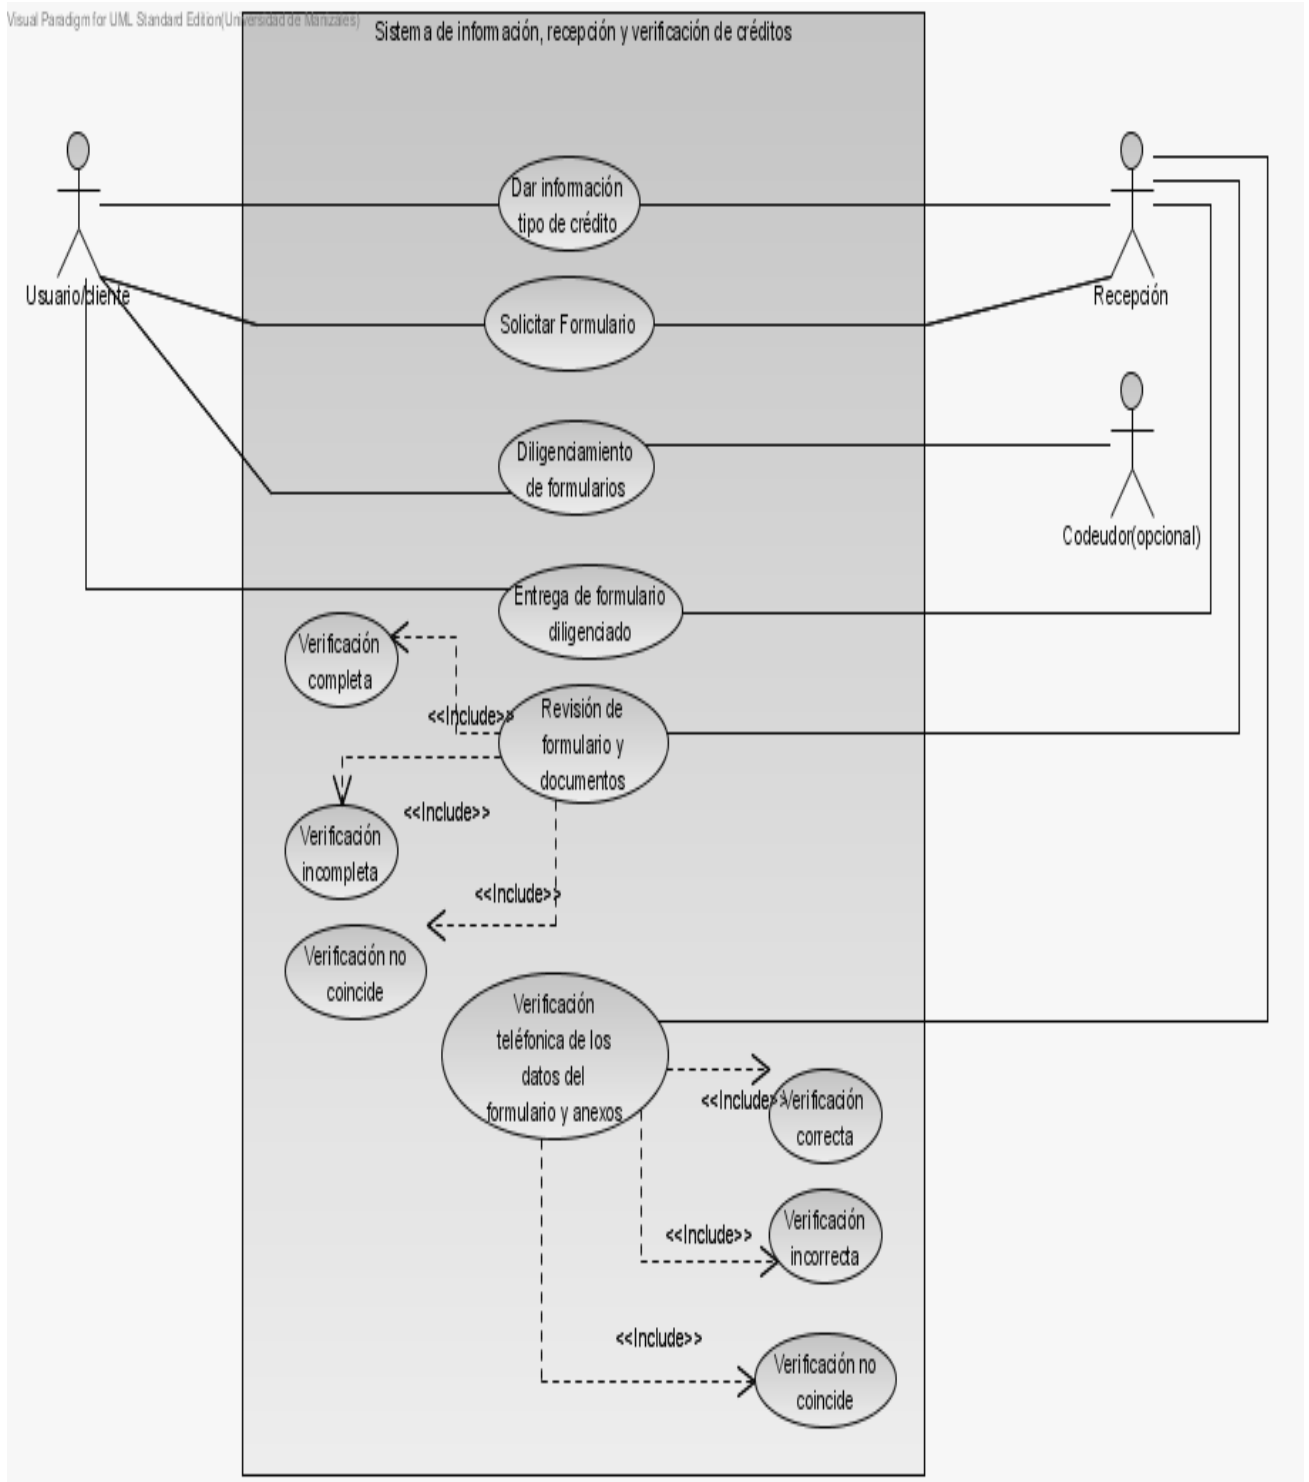 Visual Paradigm for UML Standard Edition(Universidad de Manizales)
Sistema de información, recepción y verificación de créditos
Dar información
tipo de crédito
Usuario/cliente
Recepción
Solicitar Formulario
Diligenciamiento
de formularios
Codeudor(opcional)
Entrega de formulario
diligenciado
Verificación
completa
<<Include>>
Revisión de
formulario y
documentos
<<Include>>
Verificación
incompleta
<<Include>>
Verificación no
coincide
Verificación
teléfonica de los
datos del
formulario y anexos
<<Include>>
Verificación
correcta
<<Include>>
Verificación
incorrecta
<<Include>>
Verificación no
coincide